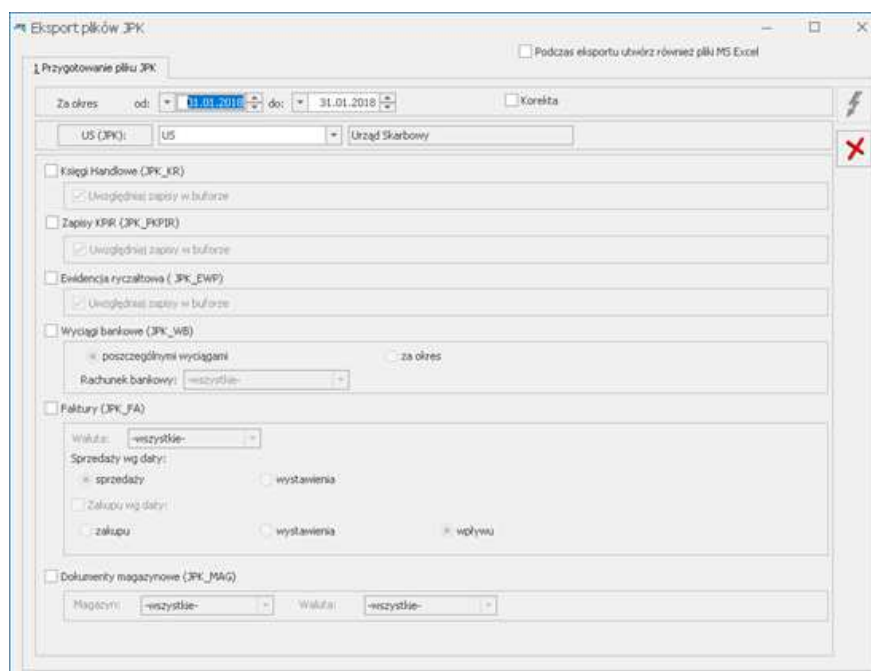 Eksport plików JPK
Podczas eksportu utwórz również pliki MS Excel
1 Przygotowanie pliku JPK
Za okres od: 31.01.2018 do: 31.01.2018 Korekta
US (JPK): US Urząd Skarbowy
Księgi Handlowe (JPK_KR)
Uwzględniaj zapisy w buforze
Zapisy KPiR (JPK_PKPIR)
Uwzględniaj zapisy w buforze
Ewidencja ryczałtowa ( JPK_EWP)
Uwzględniaj zapisy w buforze
Wyciągi bankowe (JPK_WB)
poszczególnymi wyciągami za okres
Rachunek bankowy: -wszystkie-
Faktury (JPK_FA)
Waluta: -wszystkie-
Sprzedaży wg daty:
sprzedaży wystawienia
Zakupu wg daty:
zakupu wystawienia wpływu
Dokumenty magazynowe (JPK_MAG)
Magazyn: -wszystkie- Waluta: -wszystkie-